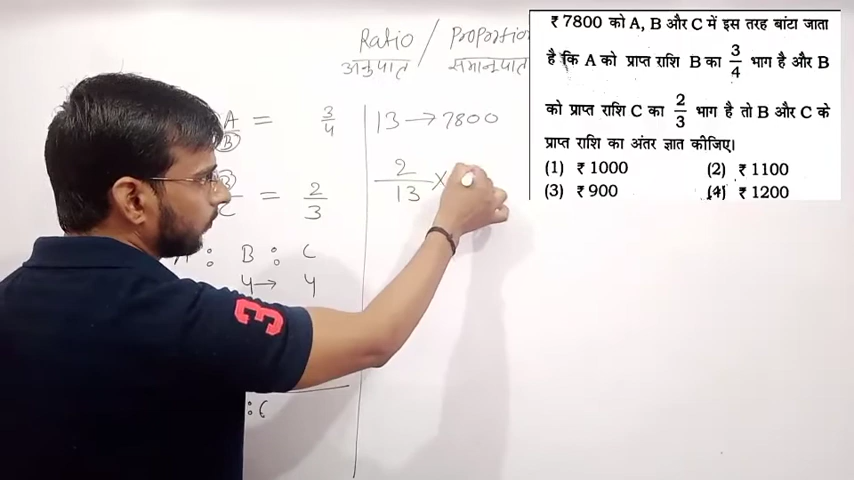 Ratio / Proportion
अनुपात समानुपात
₹ 7800 को A, B और C में इस तरह बांटा जाता
है कि A को प्राप्त राशि B का 3/4 भाग है और B
को प्राप्त राशि C का 2/3 भाग है तो B और C के
प्राप्त राशि का अंतर ज्ञात कीजिए।
(1) ₹ 1000 (2) ₹ 1100
(3) ₹ 900 (4) ₹ 1200
A/B = 3/4
= 2/3
: B : C
4 → 4
: 6
13 → 7800
2/13 ×
3